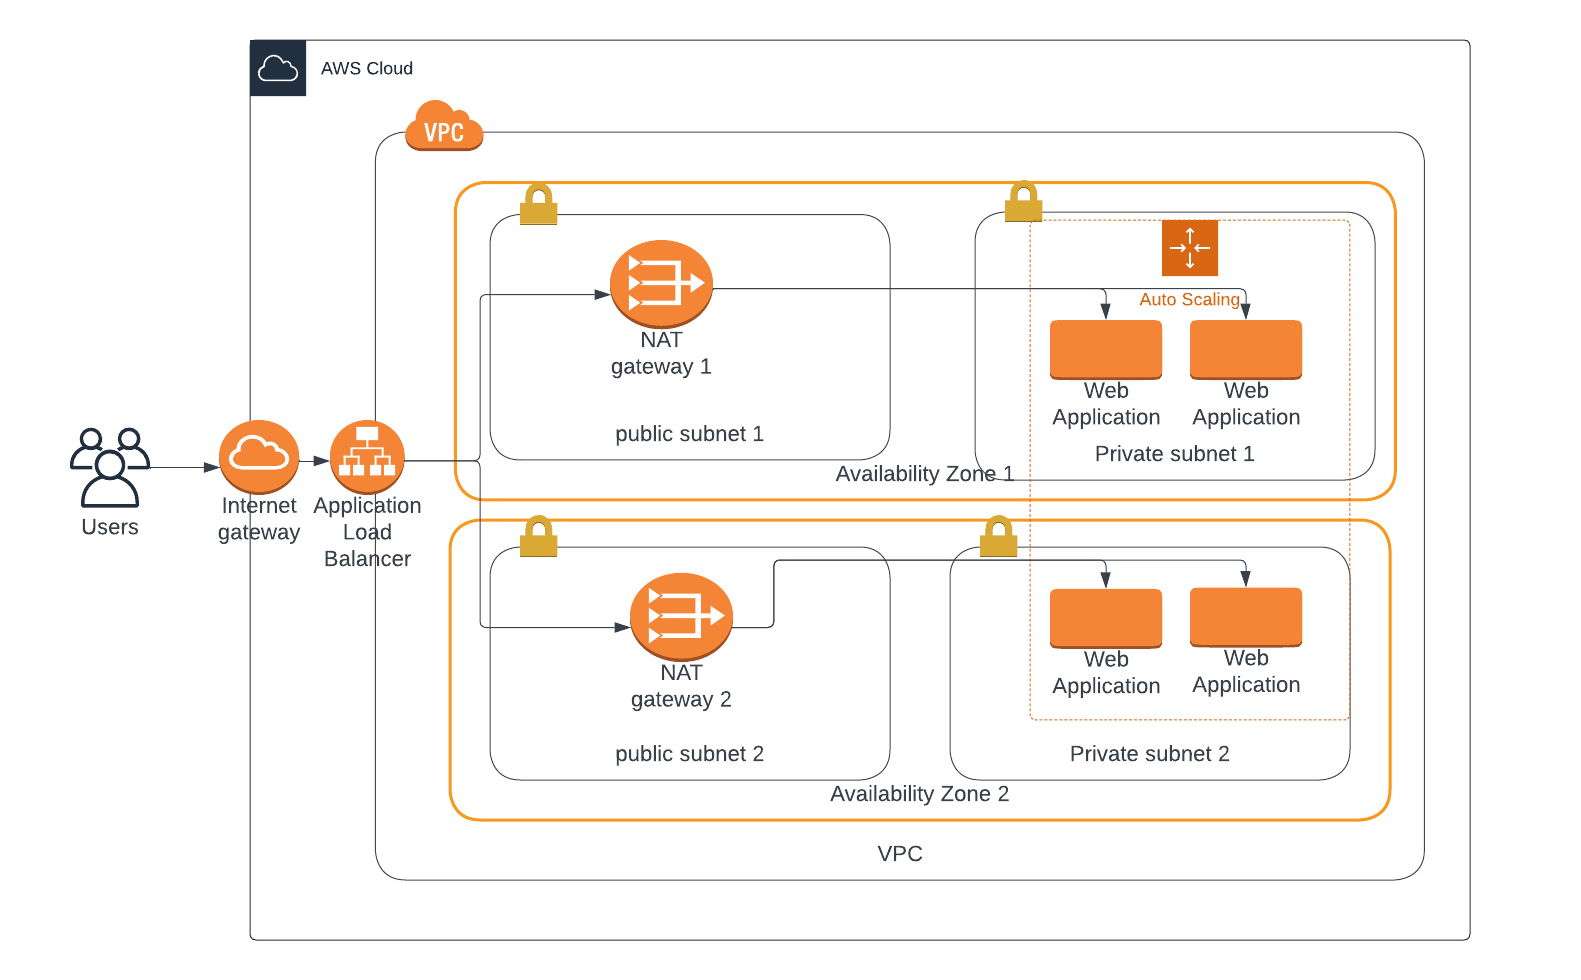 AWS Cloud
VPC
Auto Scaling
NAT
gateway 1
Web
Application
Web
Application
public subnet 1
Private subnet 1
Availability Zone 1
Users
Internet
gateway
Application
Load
Balancer
NAT
gateway 2
Web
Application
Web
Application
public subnet 2
Private subnet 2
Availability Zone 2
VPC